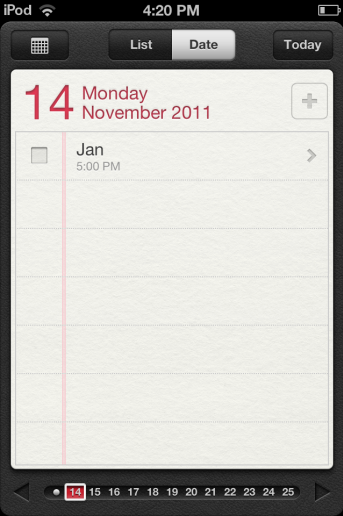 iPod 4:20 PM
List Date Today
14 Monday
November 2011
Jan
5:00 PM
14 15 16 17 18 19 20 21 22 23 24 25